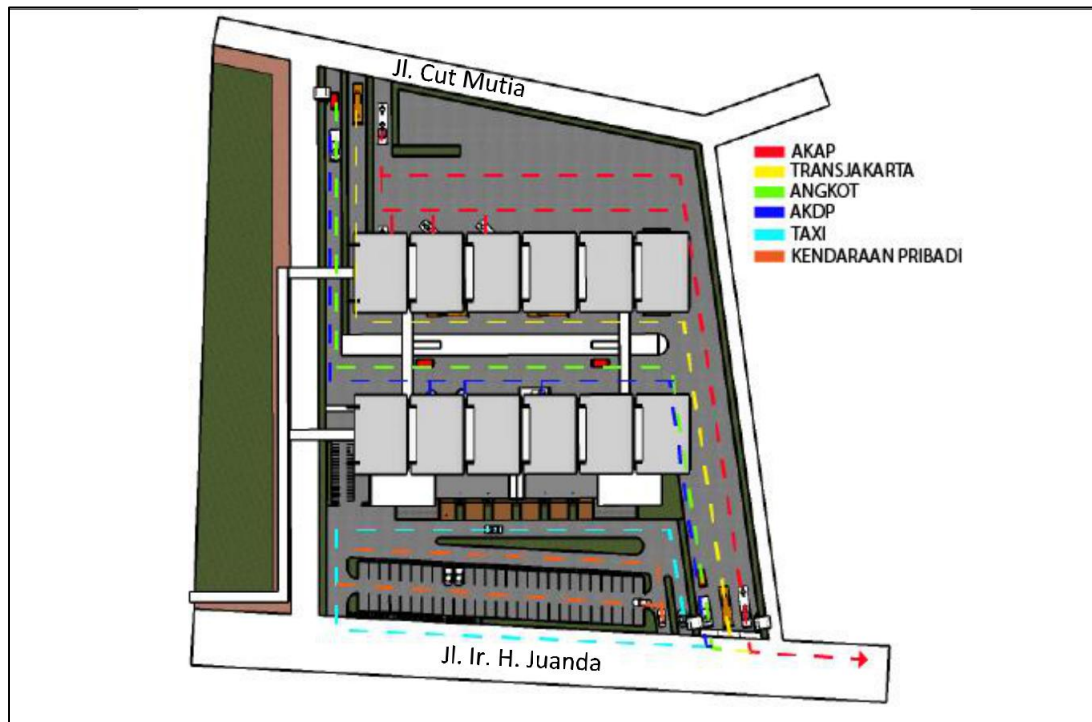 Jl. Cut Mutia
AKAP
TRANSJAKARTA
ANGKOT
AKDP
TAXI
KENDARAAN PRIBADI
Jl. Ir. H. Juanda